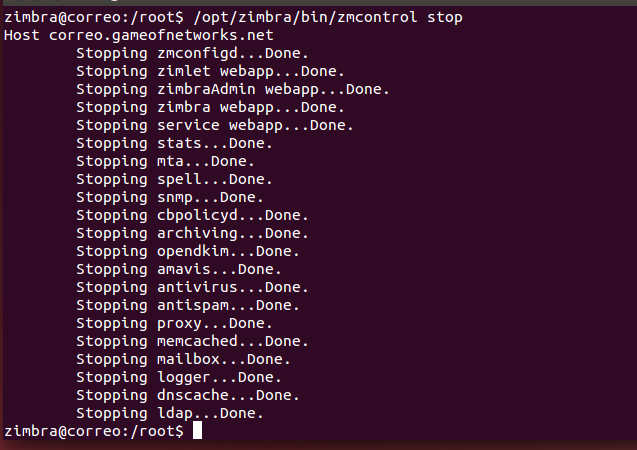 zimbra@correo:/root$ /opt/zimbra/bin/zmcontrol stop
Host correo.gameofnetworks.net
        Stopping zmconfigd...Done.
        Stopping zimlet webapp...Done.
        Stopping zimbraAdmin webapp...Done.
        Stopping zimbra webapp...Done.
        Stopping service webapp...Done.
        Stopping stats...Done.
        Stopping mta...Done.
        Stopping spell...Done.
        Stopping snmp...Done.
        Stopping cbpolicyd...Done.
        Stopping archiving...Done.
        Stopping opendkim...Done.
        Stopping amavis...Done.
        Stopping antivirus...Done.
        Stopping antispam...Done.
        Stopping proxy...Done.
        Stopping memcached...Done.
        Stopping mailbox...Done.
        Stopping logger...Done.
        Stopping dnscache...Done.
        Stopping ldap...Done.
zimbra@correo:/root$